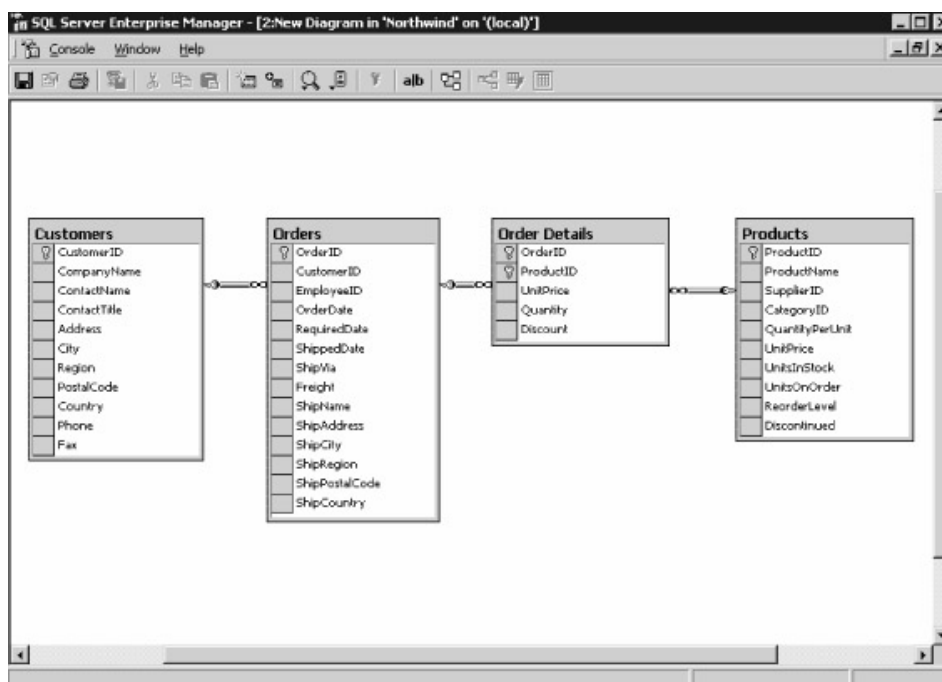 SQL Server Enterprise Manager - [2:New Diagram in 'Northwind' on '(local)']
Console Window Help
a|b
Customers
CustomerID
CompanyName
ContactName
ContactTitle
Address
City
Region
PostalCode
Country
Phone
Fax
Orders
OrderID
CustomerID
EmployeeID
OrderDate
RequiredDate
ShippedDate
ShipVia
Freight
ShipName
ShipAddress
ShipCity
ShipRegion
ShipPostalCode
ShipCountry
Order Details
OrderID
ProductID
UnitPrice
Quantity
Discount
Products
ProductID
ProductName
SupplierID
CategoryID
QuantityPerUnit
UnitPrice
UnitsInStock
UnitsOnOrder
ReorderLevel
Discontinued